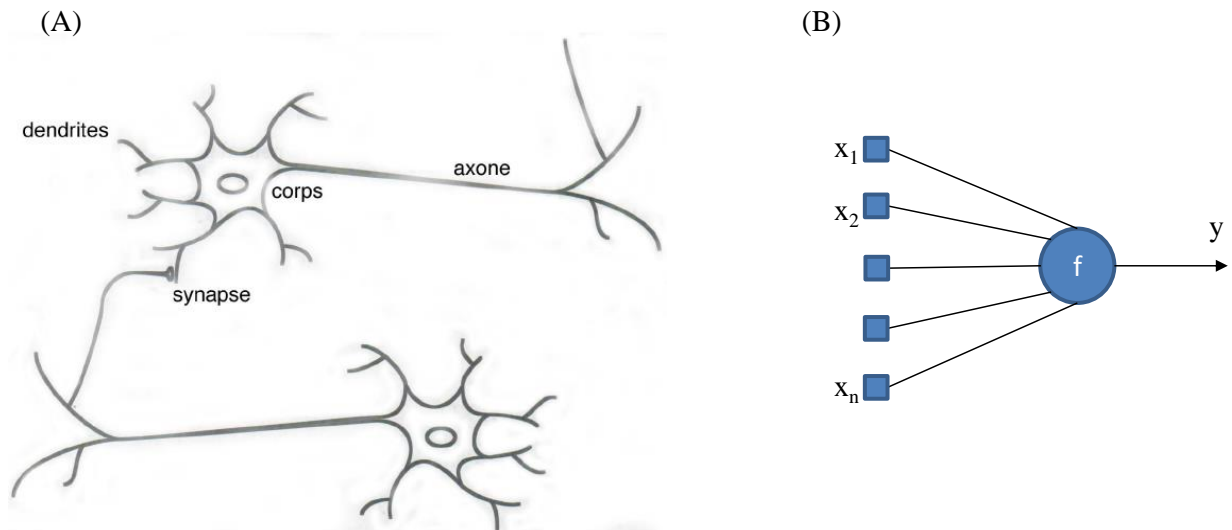 (A)
dendrites
axone
corps
synapse
(B)
x1
x2
xn
f
y